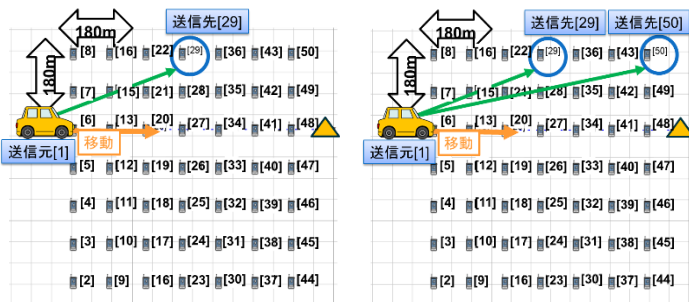 送信先[29]
180m
180m
[8] [16] [22] [29] [36] [43] [50]
[7] [15] [21] [28] [35] [42] [49]
[6] [13] [20] [27] [34] [41] [48]
送信元[1]
移動
[5] [12] [19] [26] [33] [40] [47]
[4] [11] [18] [25] [32] [39] [46]
[3] [10] [17] [24] [31] [38] [45]
[2] [9] [16] [23] [30] [37] [44]
送信先[29] 送信先[50]
180m
180m
[8] [16] [22] [29] [36] [43] [50]
[7] [15] [21] [28] [35] [42] [49]
[6] [13] [20] [27] [34] [41] [48]
送信元[1]
移動
[5] [12] [19] [26] [33] [40] [47]
[4] [11] [18] [25] [32] [39] [46]
[3] [10] [17] [24] [31] [38] [45]
[2] [9] [16] [23] [30] [37] [44]